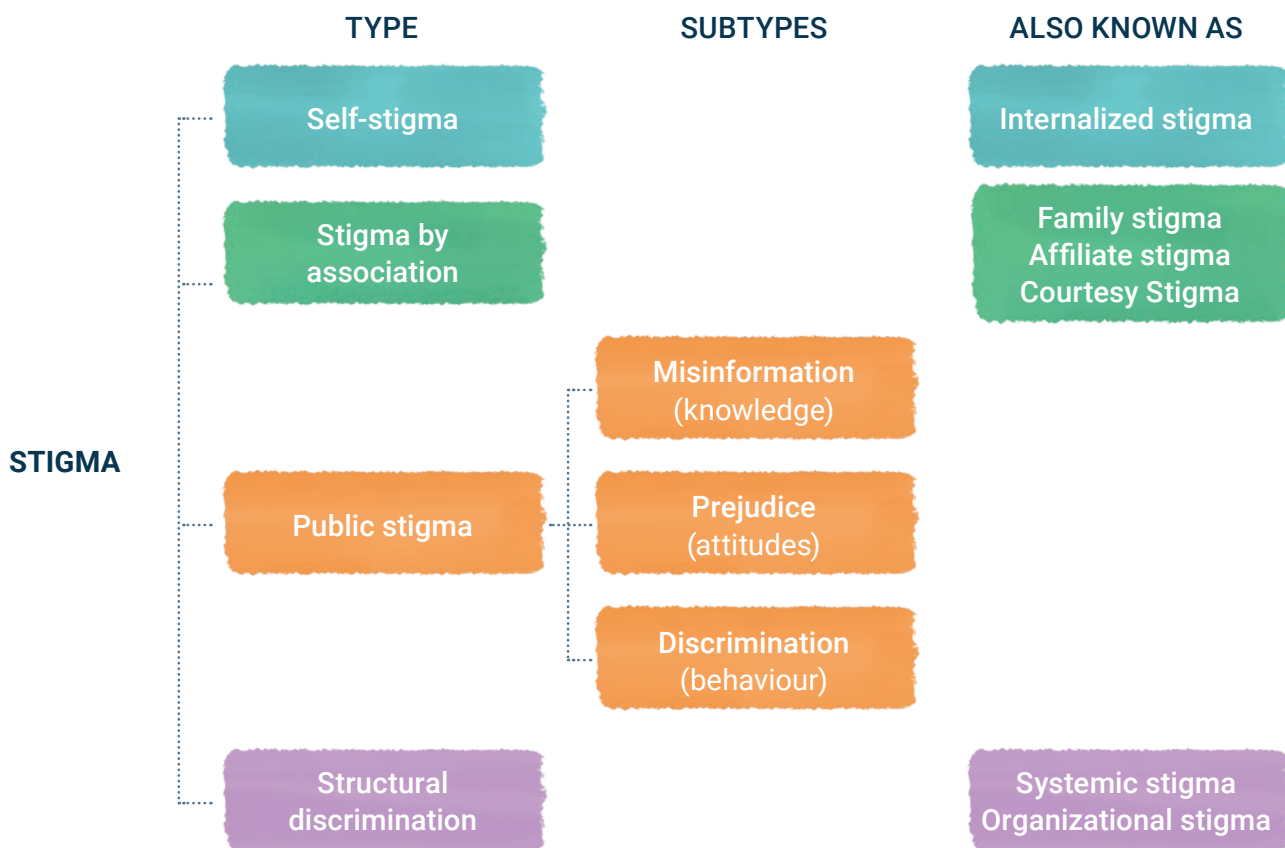 TYPE
SUBTYPES
ALSO KNOWN AS
Self-stigma
Internalized stigma
Stigma by
association
Family stigma
Affiliate stigma
Courtesy Stigma
STIGMA
Public stigma
Misinformation
(knowledge)
Prejudice
(attitudes)
Discrimination
(behaviour)
Structural
discrimination
Systemic stigma
Organizational stigma